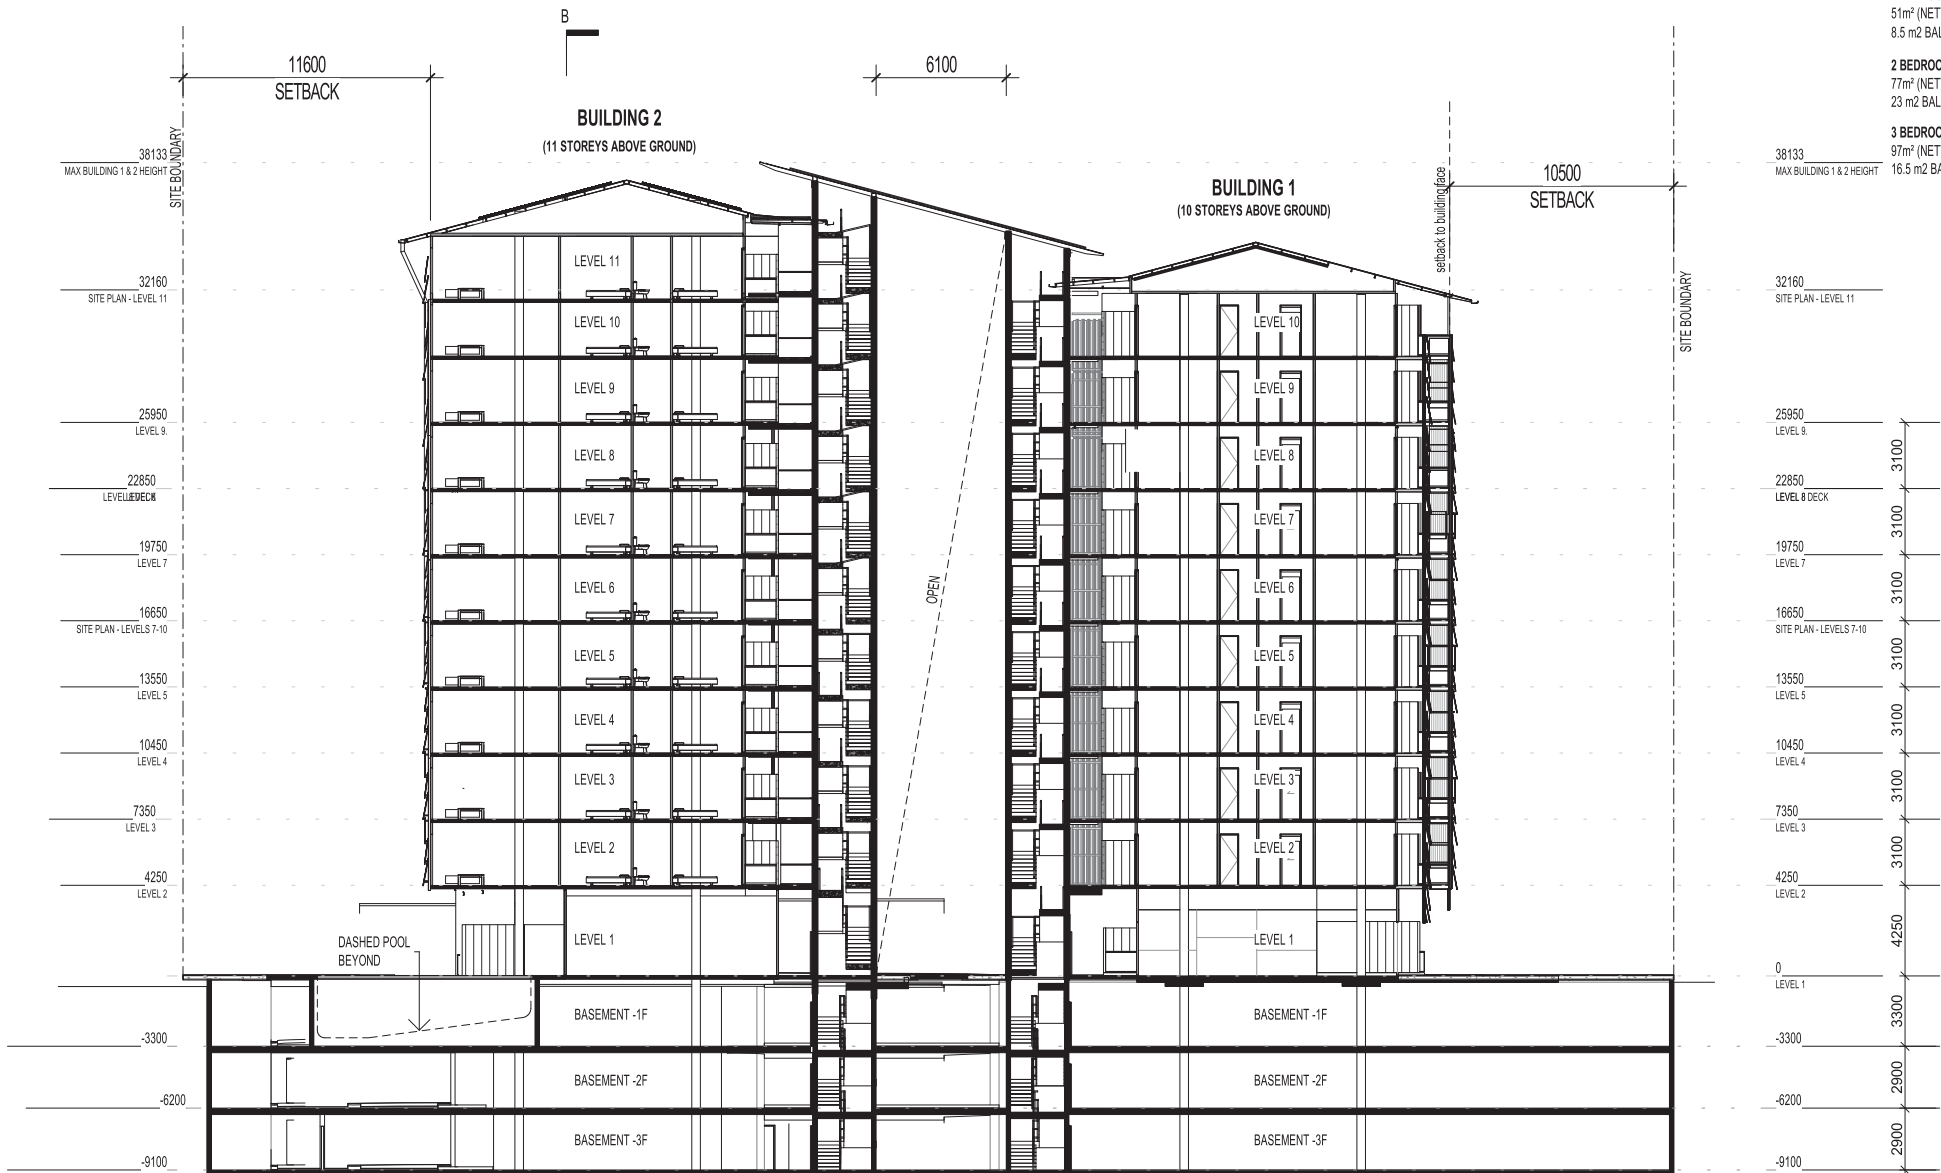 B
11600
SETBACK
6100
BUILDING 2
(11 STOREYS ABOVE GROUND)
BUILDING 1
(10 STOREYS ABOVE GROUND)
10500
SETBACK
setback to building face
SITE BOUNDARY
SITE BOUNDARY
51m² (NET
8.5 m2 BAL
2 BEDROO
77m² (NET
23 m2 BAL
3 BEDROO
97m² (NET
16.5 m2 BA
38133
MAX BUILDING 1 & 2 HEIGHT
32160
SITE PLAN - LEVEL 11
25950
LEVEL 9.
22850
19750
LEVEL 7
16650
SITE PLAN - LEVELS 7-10
13550
LEVEL 5
10450
LEVEL 4
7350
LEVEL 3
4250
LEVEL 2
-3300
-6200
-9100
LEVEL 11
LEVEL 10
LEVEL 9
LEVEL 8
LEVEL 7
LEVEL 6
LEVEL 5
LEVEL 4
LEVEL 3
LEVEL 2
LEVEL 1
DASHED POOL
BEYOND
BASEMENT -1F
BASEMENT -2F
BASEMENT -3F
OPEN
LEVEL 10
LEVEL 9
LEVEL 8
LEVEL 7
LEVEL 6
LEVEL 5
LEVEL 4
LEVEL 3
LEVEL 2
LEVEL 1
BASEMENT -1F
BASEMENT -2F
BASEMENT -3F
38133
MAX BUILDING 1 & 2 HEIGHT
32160
SITE PLAN - LEVEL 11
25950
LEVEL 9.
22850
LEVEL 8 DECK
19750
LEVEL 7
16650
SITE PLAN - LEVELS 7-10
13550
LEVEL 5
10450
LEVEL 4
7350
LEVEL 3
4250
LEVEL 2
0
LEVEL 1
-3300
-6200
-9100
3100
3100
3100
3100
3100
3100
3100
4250
3300
2900
2900